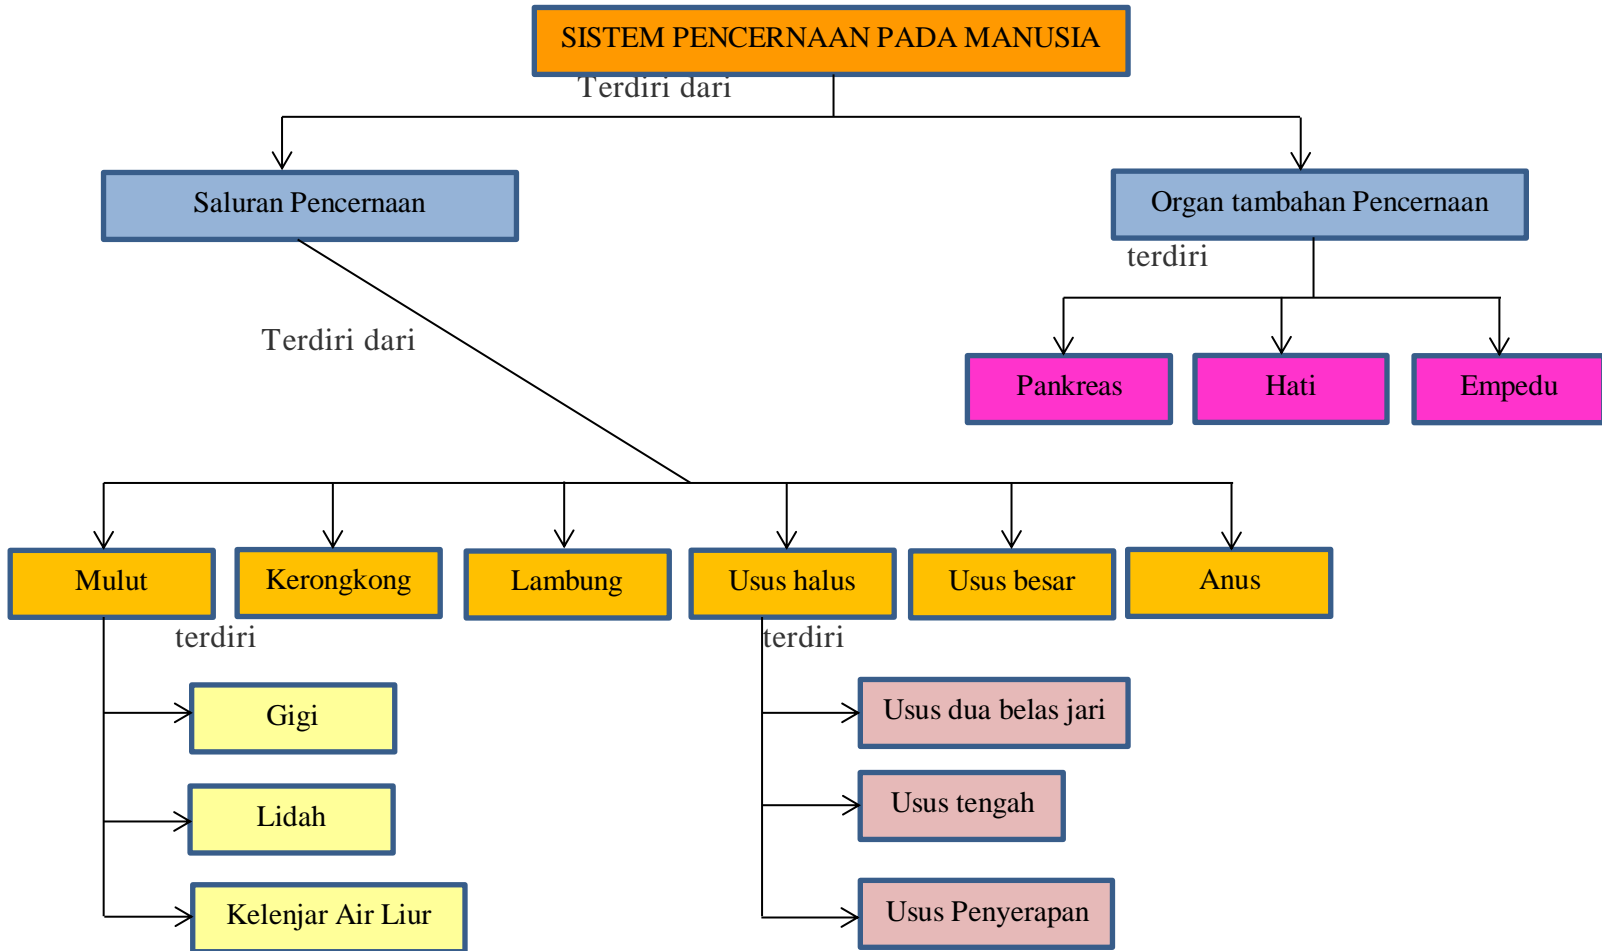 SISTEM PENCERNAAN PADA MANUSIA
Terdiri dari
Saluran Pencernaan
Organ tambahan Pencernaan
terdiri
Terdiri dari
Pankreas
Hati
Empedu
Mulut
Kerongkong
Lambung
Usus halus
Usus besar
Anus
terdiri
terdiri
Gigi
Usus dua belas jari
Lidah
Usus tengah
Kelenjar Air Liur
Usus Penyerapan